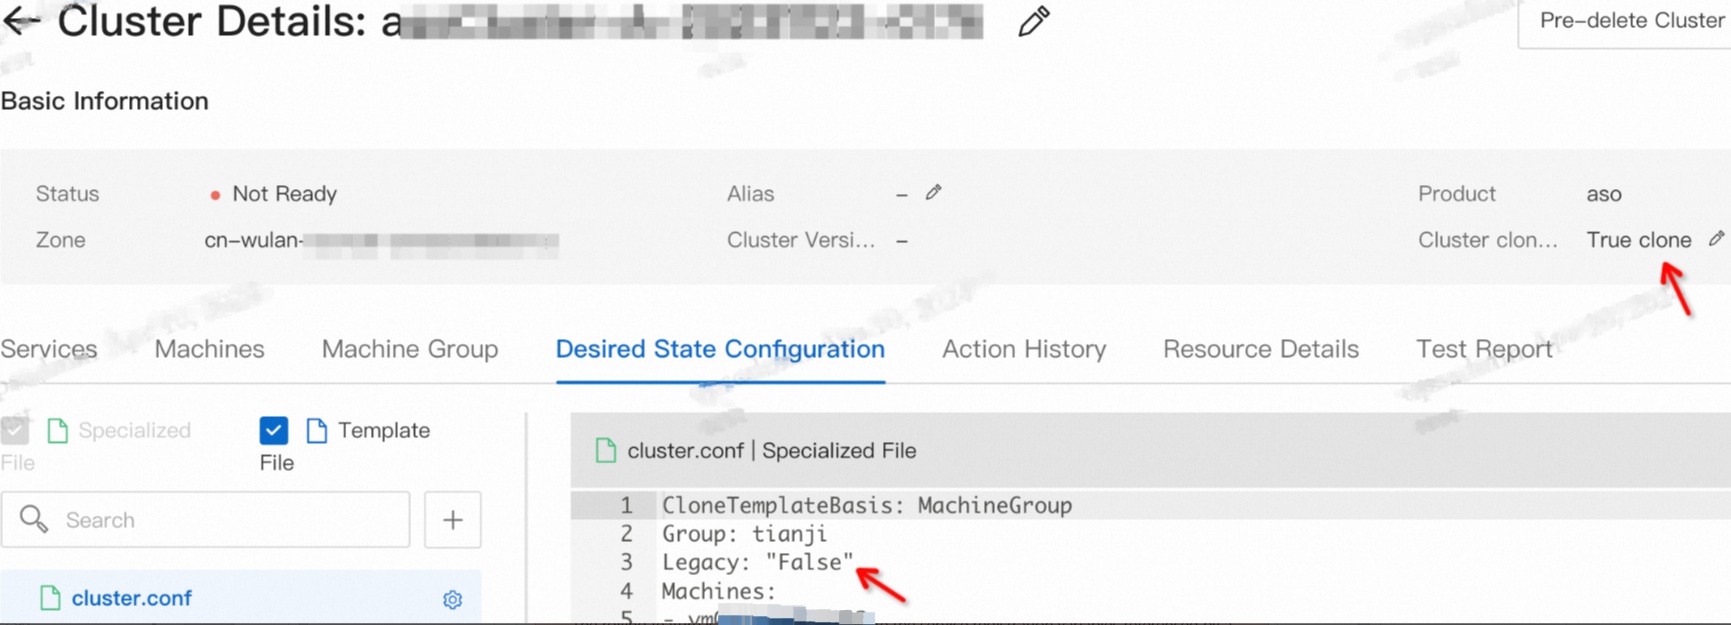 Cluster Details: a
Pre-delete Cluster
Basic Information
Status Not Ready Alias – Product aso
Zone cn-wulan- Cluster Versi... – Cluster clon... True clone
Services Machines Machine Group Desired State Configuration Action History Resource Details Test Report
Specialized File
Template File
Search
cluster.conf
cluster.conf | Specialized File
1 CloneTemplateBasis: MachineGroup
2 Group: tianji
3 Legacy: "False"
4 Machines:
5 - vm